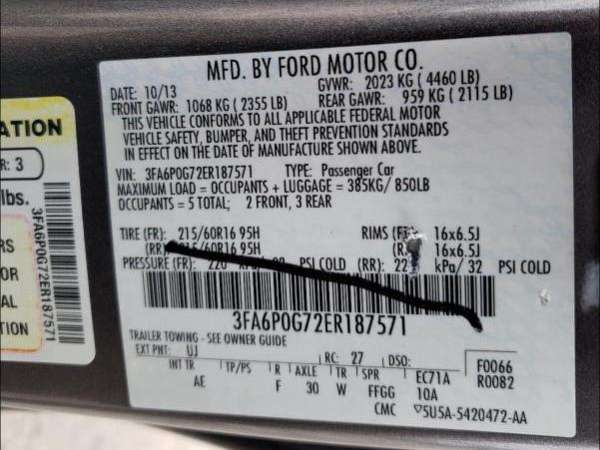 MFD. BY FORD MOTOR CO.
DATE: 10/13
GVWR: 2023 KG ( 4460 LB)
FRONT GAWR: 1068 KG ( 2355 LB)
REAR GAWR: 959 KG ( 2115 LB)
THIS VEHICLE CONFORMS TO ALL APPLICABLE FEDERAL MOTOR
VEHICLE SAFETY, BUMPER, AND THEFT PREVENTION STANDARDS
IN EFFECT ON THE DATE OF MANUFACTURE SHOWN ABOVE.
VIN: 3FA6P0G72ER187571 TYPE: Passenger Car
MAXIMUM LOAD = OCCUPANTS + LUGGAGE = 385KG/ 850LB
OCCUPANTS = 5 TOTAL; 2 FRONT, 3 REAR
TIRE (FR): 215/60R16 95H RIMS 16x6.5J
(RR) /60R16 95H 16x6.5J
PRESSURE (FR): PSI COLD (RR): kPa/ 32 PSI COLD
3FA6P0G72ER187571
TRAILER TOWING - SEE OWNER GUIDE
EXT PNT: UJ RC: 27 DSO:
INT TR TP/PS R AXLE TR SPR EC71A F0066
AE F 30 W FFGG 10A R0082
CMC ▽5U5A-5420472-AA
ATION
R: 3
lbs.
RS
OR
AL
TION
3FA6P0G72ER187571